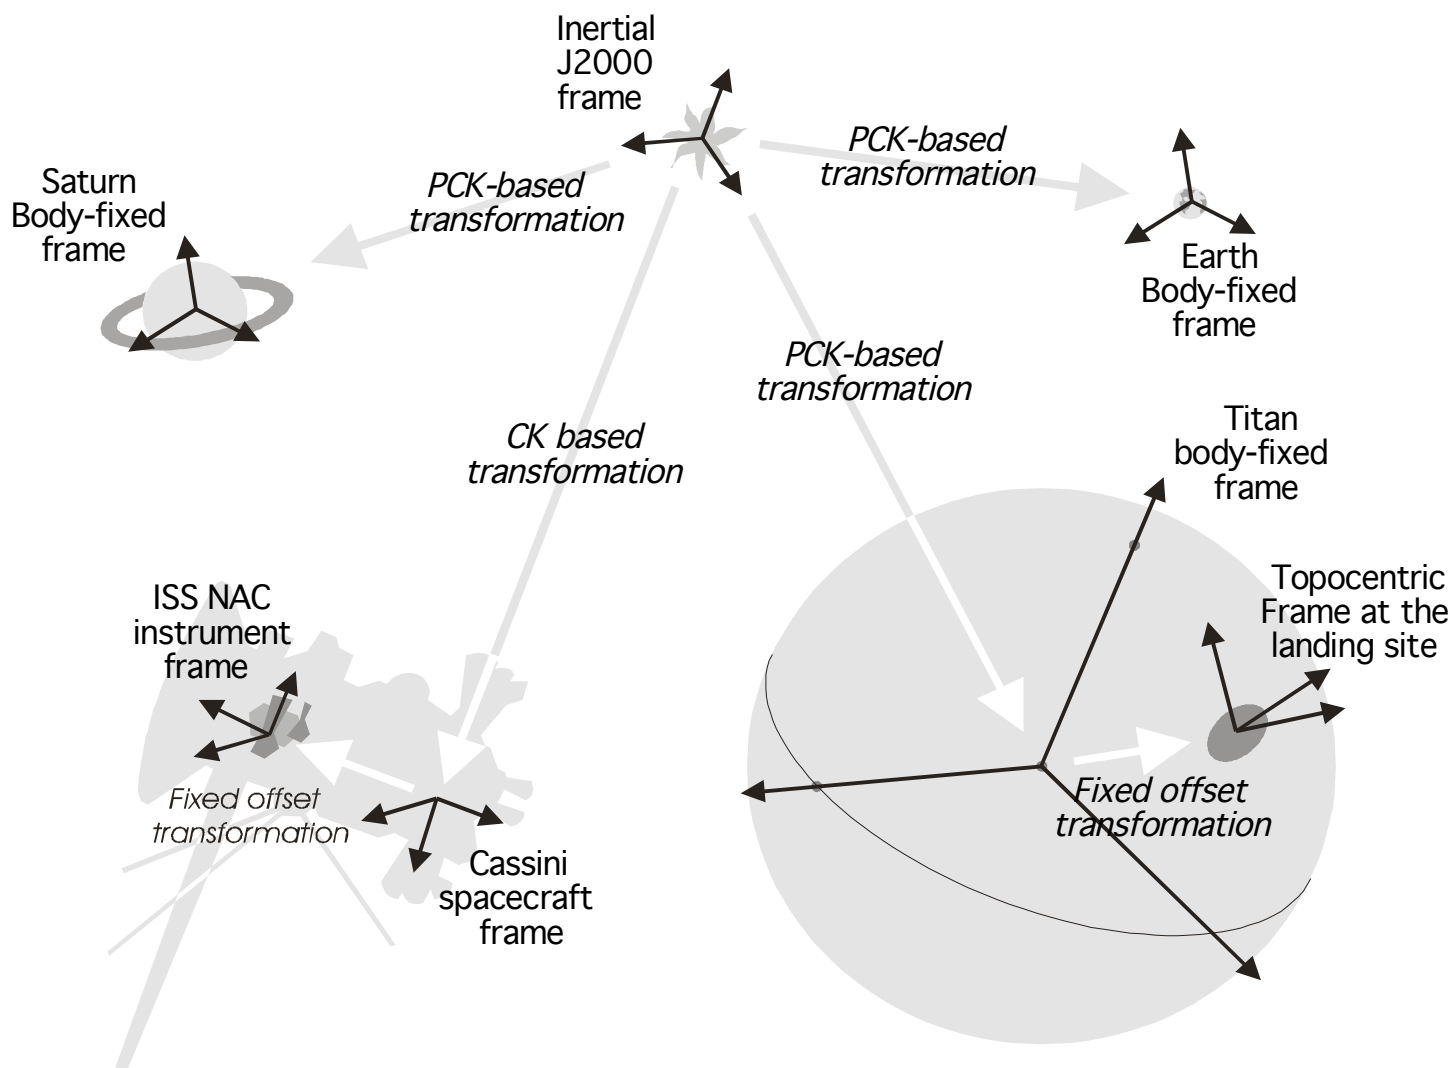 Inertial
J2000
frame
PCK-based
transformation
PCK-based
transformation
Saturn
Body-fixed
frame
Earth
Body-fixed
frame
PCK-based
transformation
CK based
transformation
Titan
body-fixed
frame
ISS NAC
instrument
frame
Topocentric
Frame at the
landing site
Fixed offset
transformation
Fixed offset
transformation
Cassini
spacecraft
frame